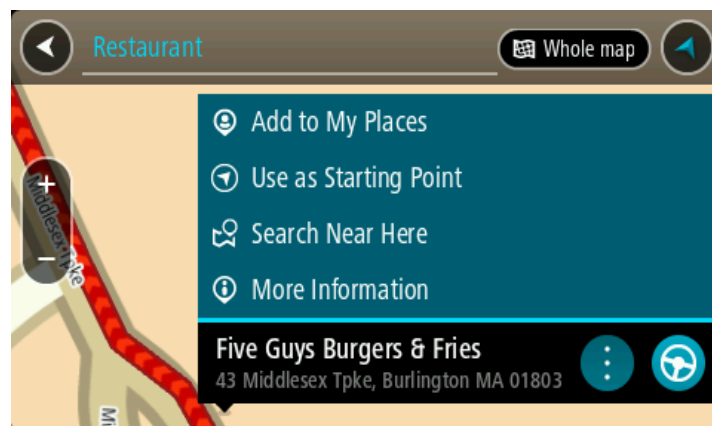 Restaurant
Whole map
Add to My Places
Use as Starting Point
Search Near Here
More Information
Middlesex Tpke
Five Guys Burgers & Fries
43 Middlesex Tpke, Burlington MA 01803
Mi